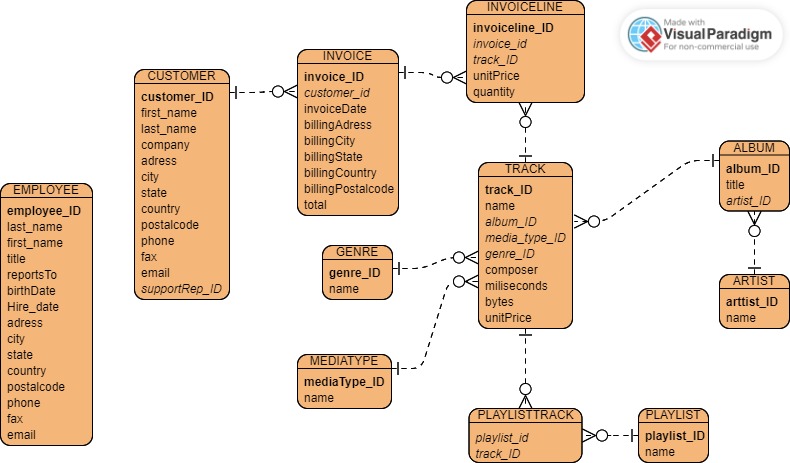 INVOICELINE
invoiceline_ID
invoice_id
track_ID
unitPrice
quantity
Made with
Visual Paradigm
For non-commercial use
INVOICE
invoice_ID
customer_id
invoiceDate
billingAdress
billingCity
billingState
billingCountry
billingPostalcode
total
CUSTOMER
customer_ID
first_name
last_name
company
adress
city
state
country
postalcode
phone
fax
email
supportRep_ID
ALBUM
album_ID
title
artist_ID
TRACK
track_ID
name
album_ID
media_type_ID
genre_ID
composer
miliseconds
bytes
unitPrice
EMPLOYEE
employee_ID
last_name
first_name
title
reportsTo
birthDate
Hire_date
adress
city
state
country
postalcode
phone
fax
email
GENRE
genre_ID
name
ARTIST
arttist_ID
name
MEDIATYPE
mediaType_ID
name
PLAYLISTTRACK
playlist_id
track_ID
PLAYLIST
playlist_ID
name